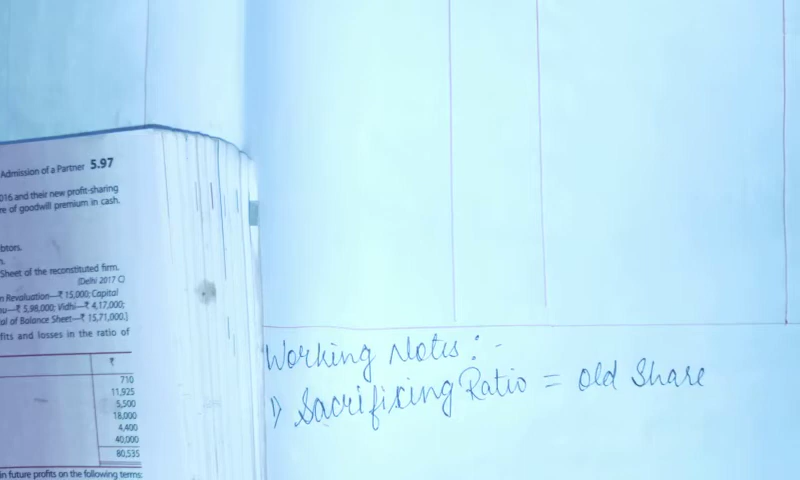 Admission of a Partner 5.97
016 and their new profit-sharing
re of goodwill premium in cash.
btors.
Sheet of the reconstituted firm.
(Delhi 2017 C)
n Revaluation—₹ 15,000; Capital
nu—₹ 5,98,000; Vidhi—₹ 4,17,000;
al of Balance Sheet—₹ 15,71,000.]
fits and losses in the ratio of
₹
710
11,925
5,500
18,000
4,400
40,000
80,535
in future profits on the following terms:
Working Notes :-
1) Sacrifixing Ratio = Old Share